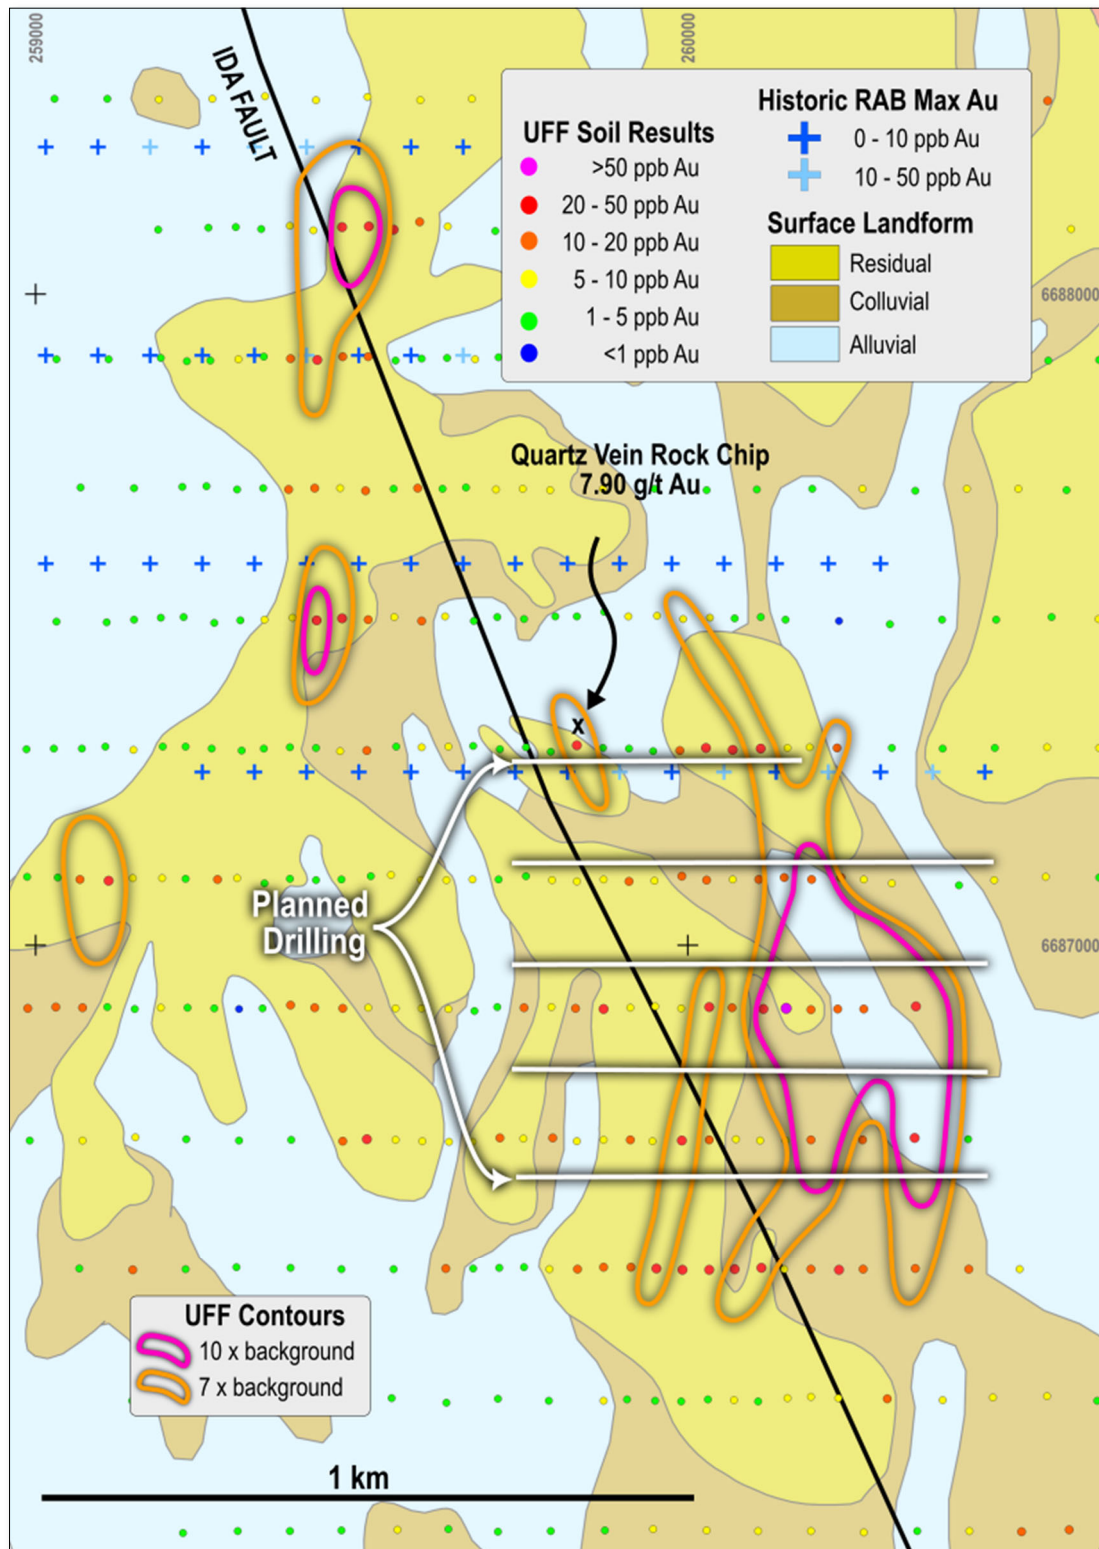 259000
260000
IDA FAULT
UFF Soil Results
>50 ppb Au
20 - 50 ppb Au
10 - 20 ppb Au
5 - 10 ppb Au
1 - 5 ppb Au
<1 ppb Au
Historic RAB Max Au
0 - 10 ppb Au
10 - 50 ppb Au
Surface Landform
Residual
Colluvial
Alluvial
6688000
Quartz Vein Rock Chip
7.90 g/t Au
x
Planned
Drilling
6687000
UFF Contours
10 x background
7 x background
1 km